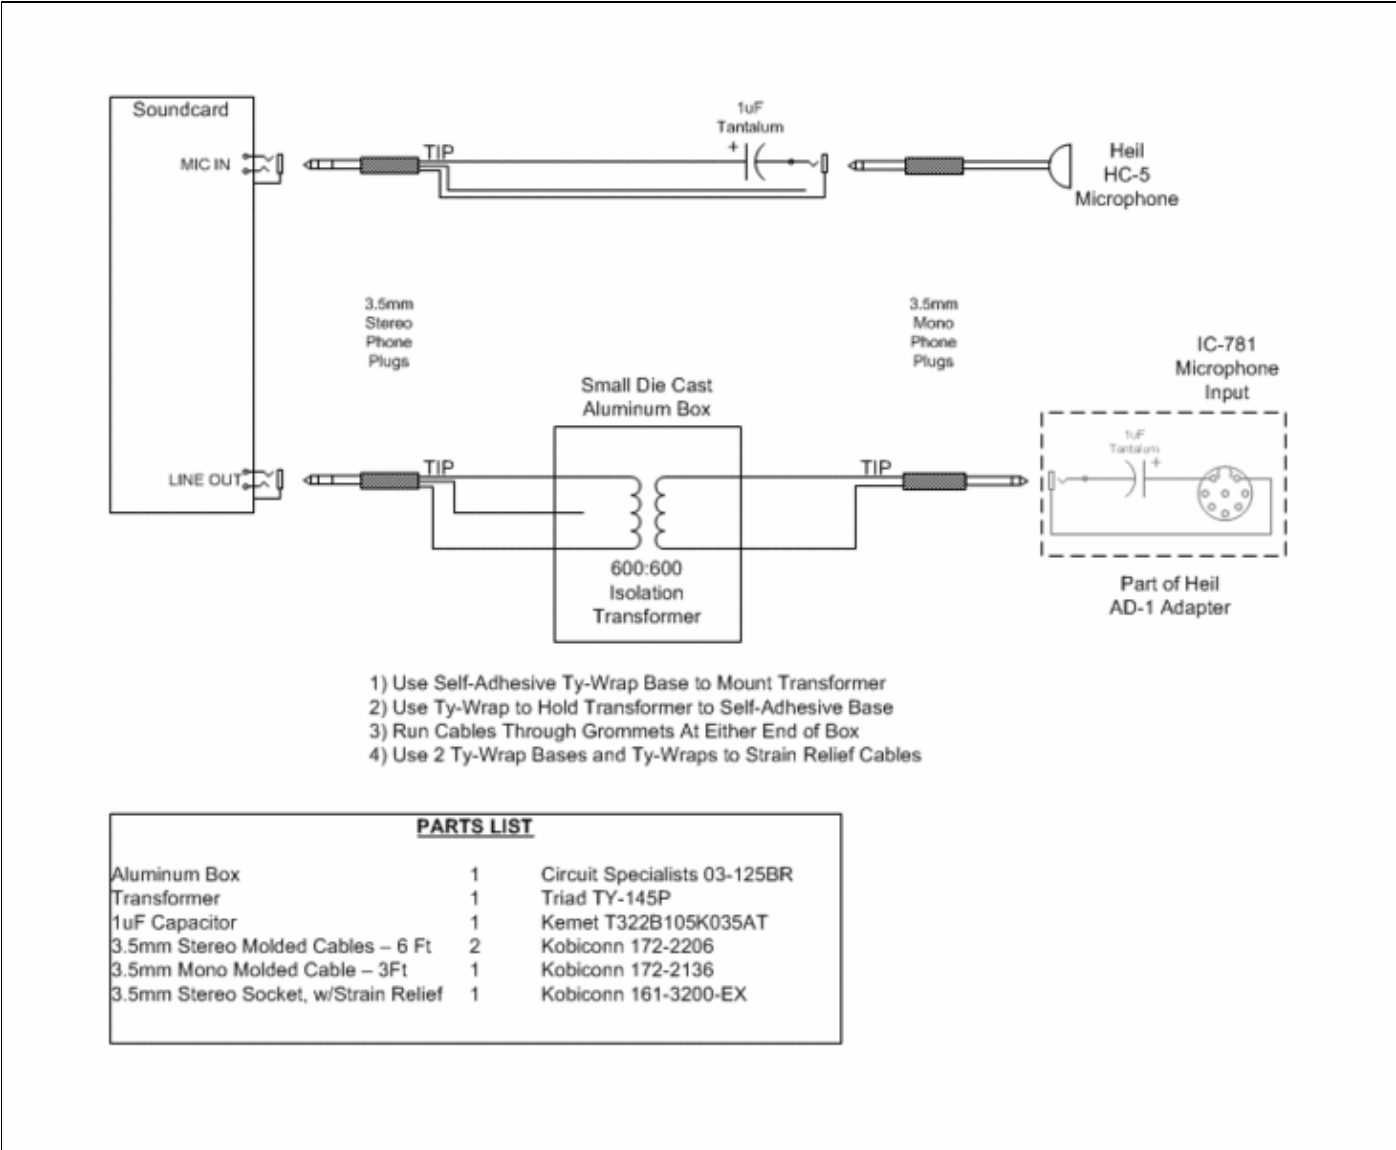 Soundcard
MIC IN
TIP
1uF
Tantalum
+
Heil
HC-5
Microphone
3.5mm
Stereo
Phone
Plugs
3.5mm
Mono
Phone
Plugs
IC-781
Microphone
Input
Small Die Cast
Aluminum Box
1uF
Tantalum
+
LINE OUT
TIP
TIP
600:600
Isolation
Transformer
Part of Heil
AD-1 Adapter
1) Use Self-Adhesive Ty-Wrap Base to Mount Transformer
2) Use Ty-Wrap to Hold Transformer to Self-Adhesive Base
3) Run Cables Through Grommets At Either End of Box
4) Use 2 Ty-Wrap Bases and Ty-Wraps to Strain Relief Cables
PARTS LIST
Aluminum Box 1 Circuit Specialists 03-125BR
Transformer 1 Triad TY-145P
1uF Capacitor 1 Kemet T322B105K035AT
3.5mm Stereo Molded Cables – 6 Ft 2 Kobiconn 172-2206
3.5mm Mono Molded Cable – 3Ft 1 Kobiconn 172-2136
3.5mm Stereo Socket, w/Strain Relief 1 Kobiconn 161-3200-EX